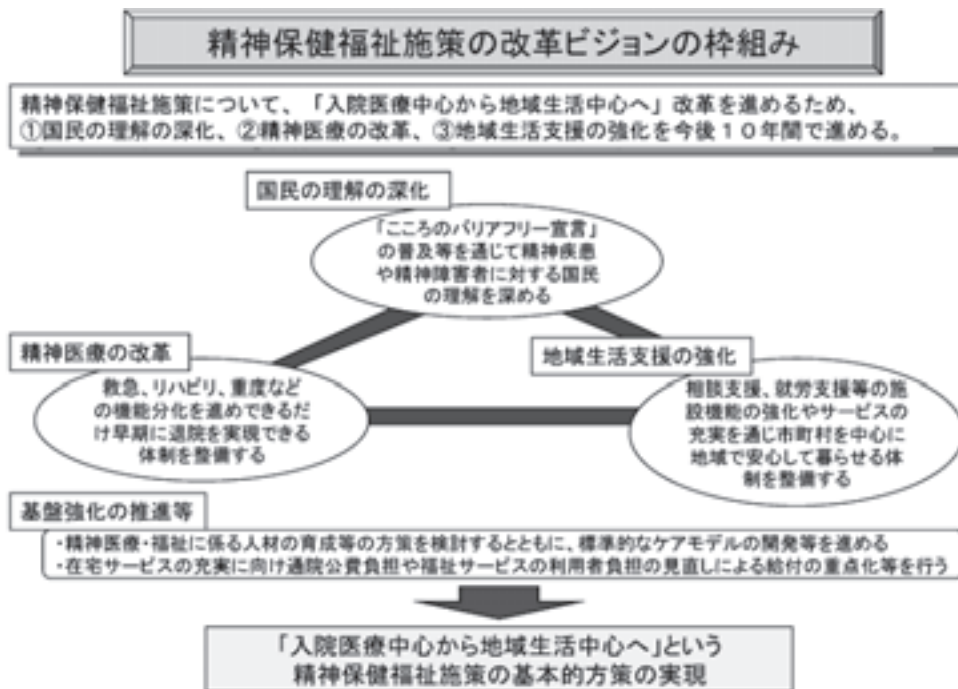 精神保健福祉施策の改革ビジョンの枠組み
精神保健福祉施策について、「入院医療中心から地域生活中心へ」改革を進めるため、
①国民の理解の深化、②精神医療の改革、③地域生活支援の強化を今後10年間で進める。
国民の理解の深化
「こころのバリアフリー宣言」
の普及等を通じて精神疾患
や精神障害者に対する国民
の理解を深める
精神医療の改革
救急、リハビリ、重度など
の機能分化を進めできるだ
け早期に退院を実現できる
体制を整備する
地域生活支援の強化
相談支援、就労支援等の施
設機能の強化やサービスの
充実を通じ市町村を中心に
地域で安心して暮らせる体
制を整備する
基盤強化の推進等
・精神医療・福祉に係る人材の育成等の方策を検討するとともに、標準的なケアモデルの開発等を進める
・在宅サービスの充実に向け通院公費負担や福祉サービスの利用者負担の見直しによる給付の重点化等を行う
「入院医療中心から地域生活中心へ」という
精神保健福祉施策の基本的方策の実現